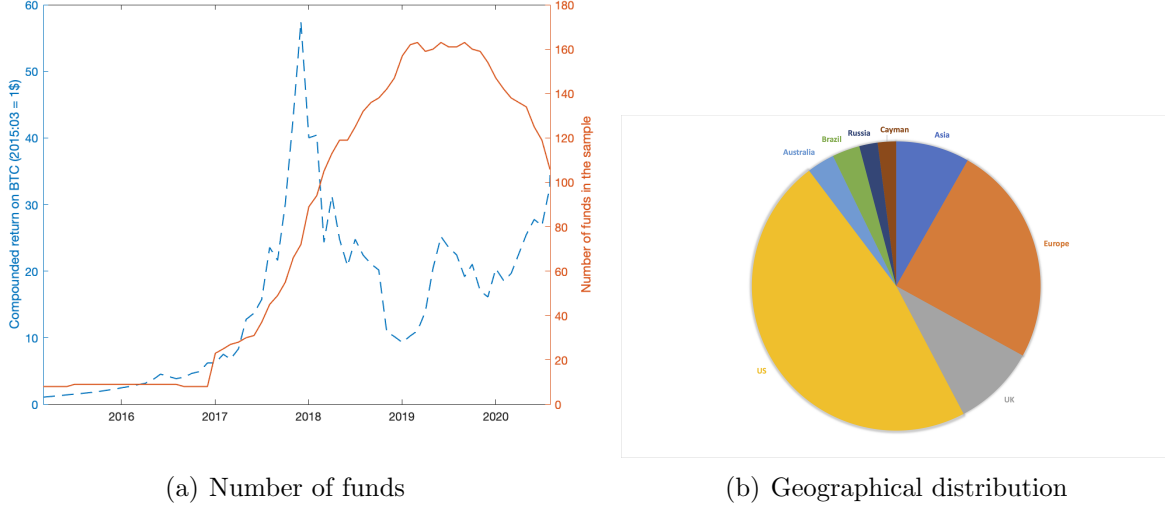 60
50
40
30
20
10
0
Compounded return on BTC (2015:03 = 1$)
180
160
140
120
100
80
60
40
20
0
Number of funds in the sample
2016 2017 2018 2019 2020
(a) Number of funds
Cayman
Russia
Asia
Brazil
Australia
Europe
US
UK
(b) Geographical distribution